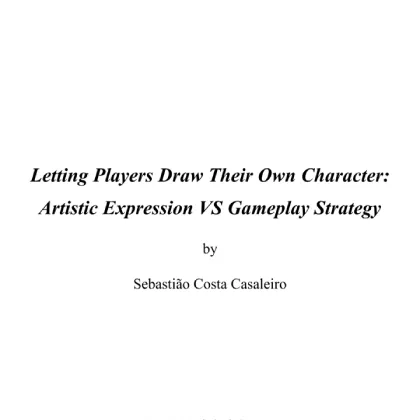 Letting Players Draw Their Own Character:
Artistic Expression VS Gameplay Strategy
by
Sebastião Costa Casaleiro